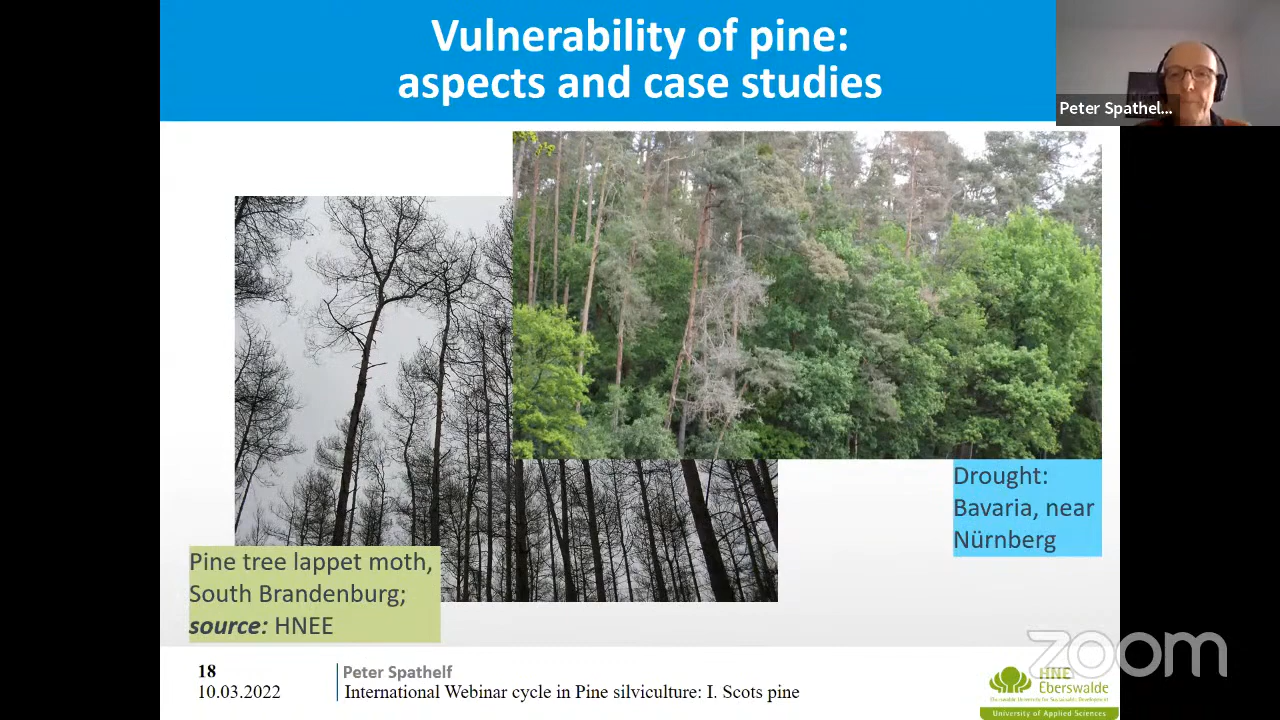 Vulnerability of pine:
aspects and case studies
Peter Spathel...
Drought:
Bavaria, near
Nürnberg
Pine tree lappet moth,
South Brandenburg;
source: HNEE
18
Peter Spathelf
10.03.2022
International Webinar cycle in Pine silviculture: I. Scots pine
zoom
HNE
Eberswalde
University of Applied Sciences